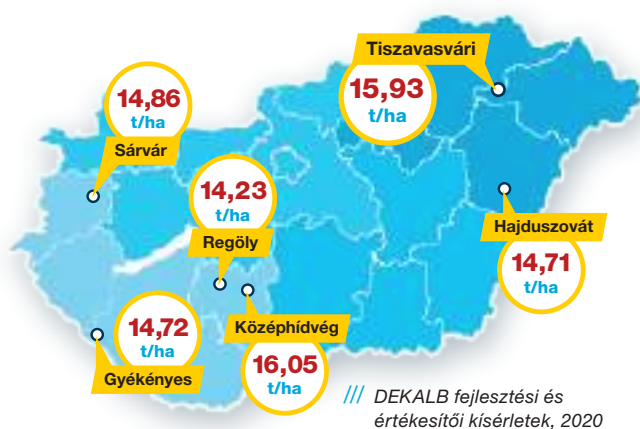 Tiszavasvári
15,93
t/ha
14,86
t/ha
Sárvár
14,23
t/ha
Regöly
Hajduszovát
14,71
t/ha
14,72
t/ha
Gyékényes
Középhídvég
16,05
t/ha
/// DEKALB fejlesztési és
értékesítői kísérletek, 2020